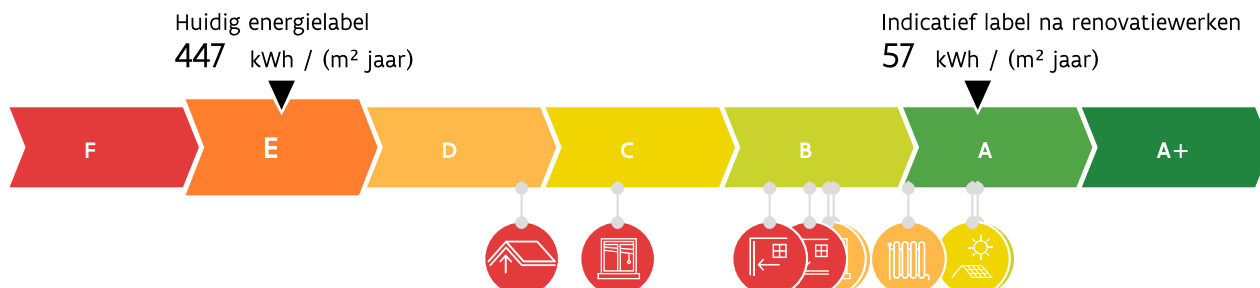 Huidig energielabel
447 kWh / (m² jaar)
Indicatief label na renovatiewerken
57 kWh / (m² jaar)
F
E
D
C
B
A
A+